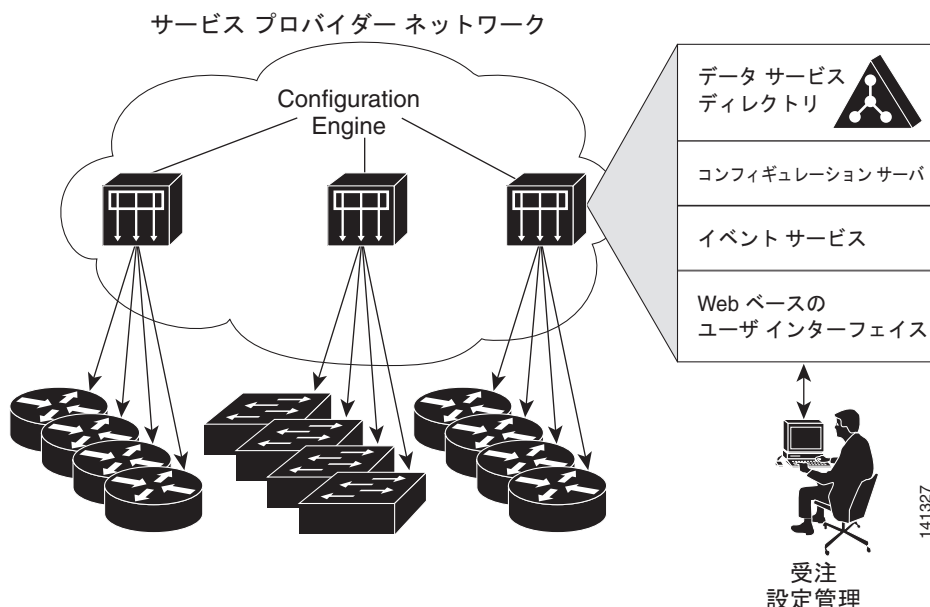 サービス プロバイダー ネットワーク
Configuration
Engine
データ サービス
ディレクトリ
コンフィギュレーション サーバ
イベント サービス
Web ベースの
ユーザ インターフェイス
141327
受注
設定管理